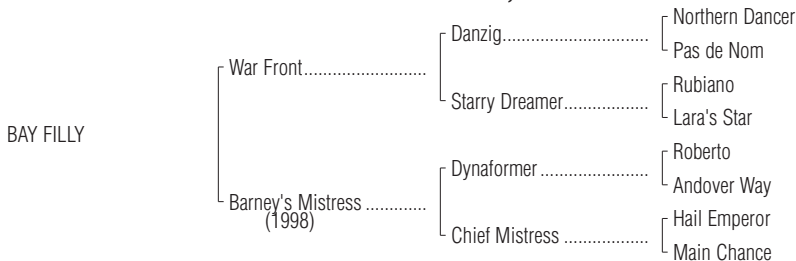 Northern Dancer
Danzig..............................
Pas de Nom
War Front.........................
Rubiano
Starry Dreamer.................
Lara's Star
BAY FILLY
Roberto
Dynaformer ......................
Andover Way
Barney's Mistress .............
(1998)
Hail Emperor
Chief Mistress .................
Main Chance